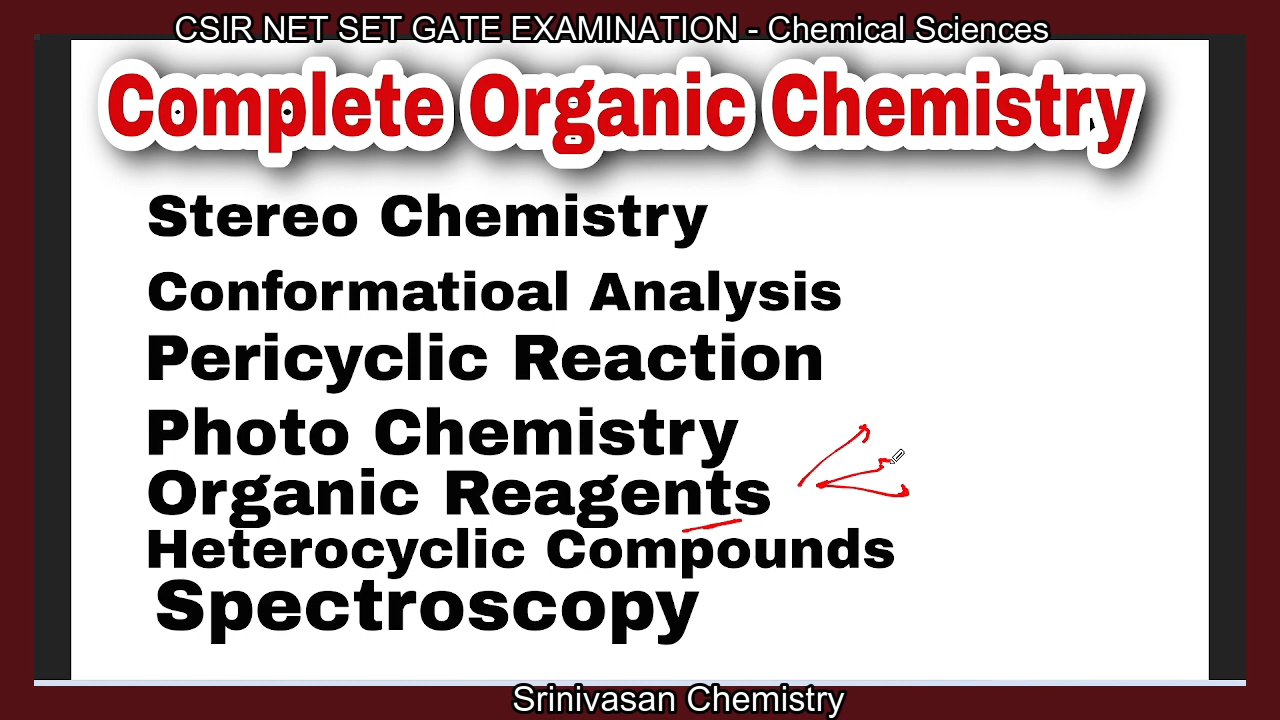 CSIR NET SET GATE EXAMINATION - Chemical Sciences
Complete Organic Chemistry
Stereo Chemistry
Conformatioal Analysis
Pericyclic Reaction
Photo Chemistry
Organic Reagents
Heterocyclic Compounds
Spectroscopy
Srinivasan Chemistry